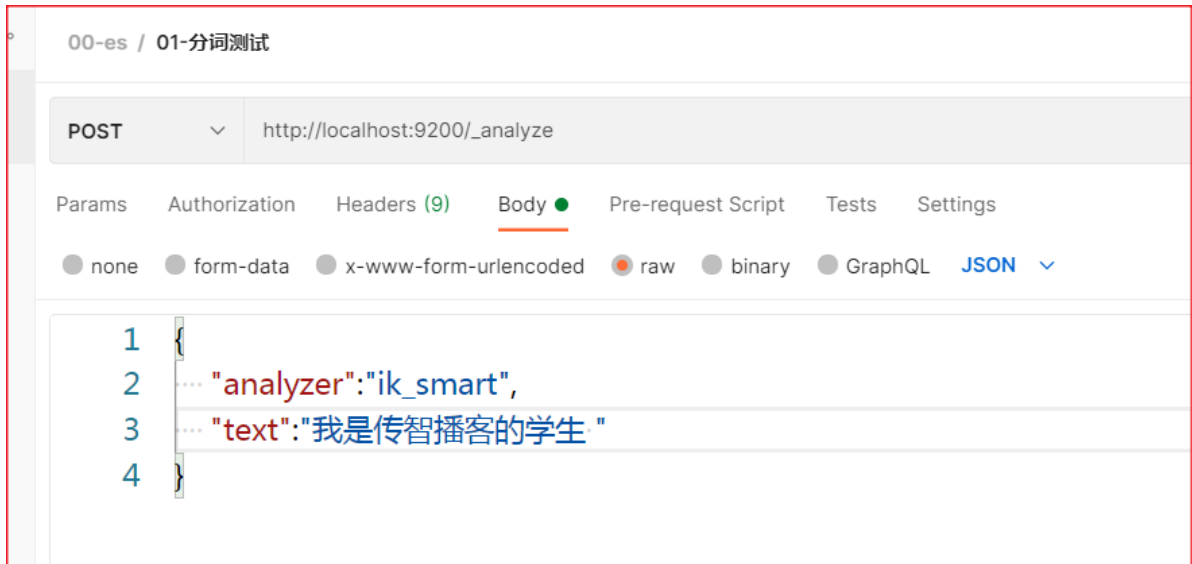 00-es / 01-分词测试
POST http://localhost:9200/_analyze
Params Authorization Headers (9) Body Pre-request Script Tests Settings
none form-data x-www-form-urlencoded raw binary GraphQL JSON
1 {
2 "analyzer":"ik_smart",
3 "text":"我是传智播客的学生 "
4 }